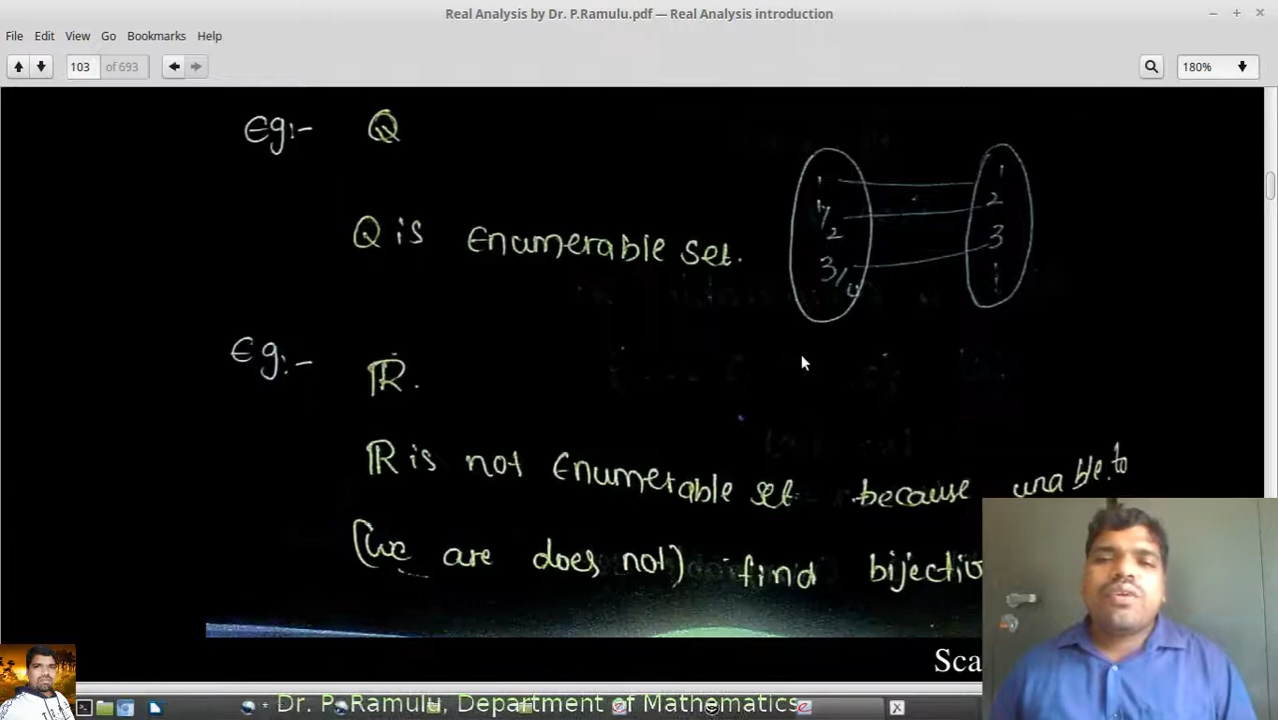 Real Analysis by Dr. P.Ramulu.pdf — Real Analysis introduction
File Edit View Go Bookmarks Help
103 of 693 180%
Eg:- Q
1 1
1/2 2
Q is Enumerable set.
3/4 3
Eg:- ℝ.
ℝ is not Enumerable set because unable to
(we are does not) find bijectiv
Sca
Dr. P. Ramulu, Department of Mathematics